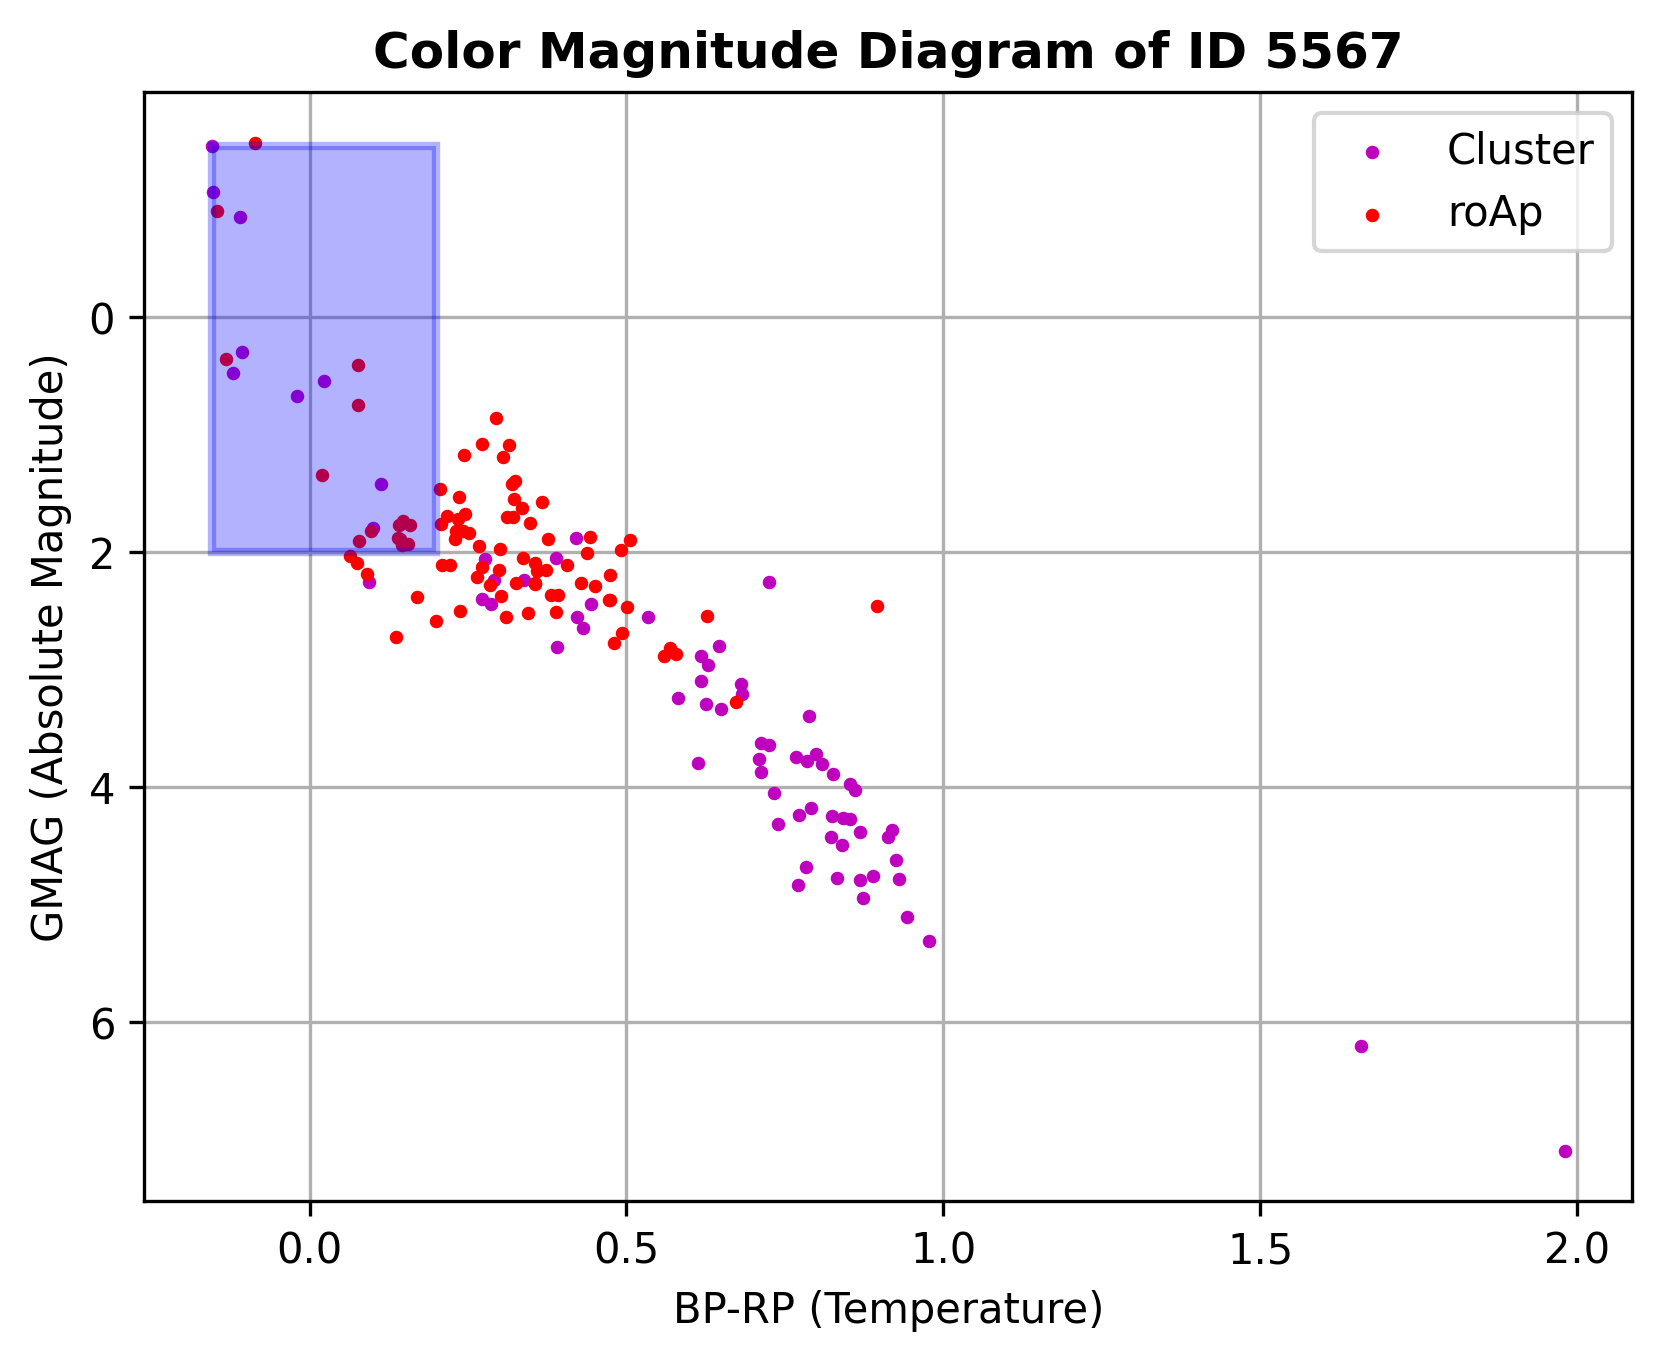 Color Magnitude Diagram of ID 5567
Cluster
roAp
GMAG (Absolute Magnitude)
0
2
4
6
0.0 0.5 1.0 1.5 2.0
BP-RP (Temperature)